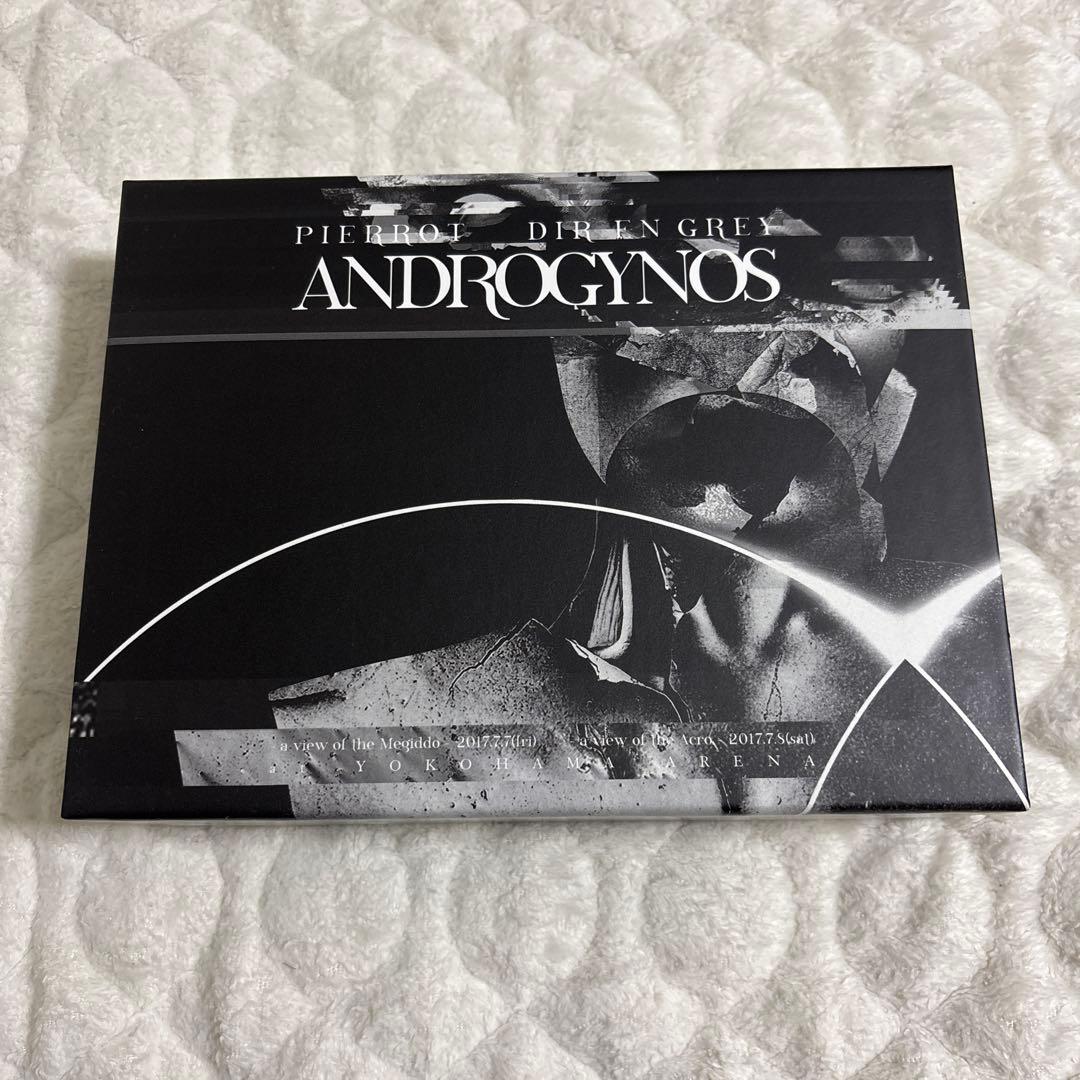 PIERROT DIR EN GREY
ANDROGYNOS
a view of the Megiddo - 2017.7.7(fri) a view of the Acro - 2017.7.8(sat)
at YOKOHAMA ARENA